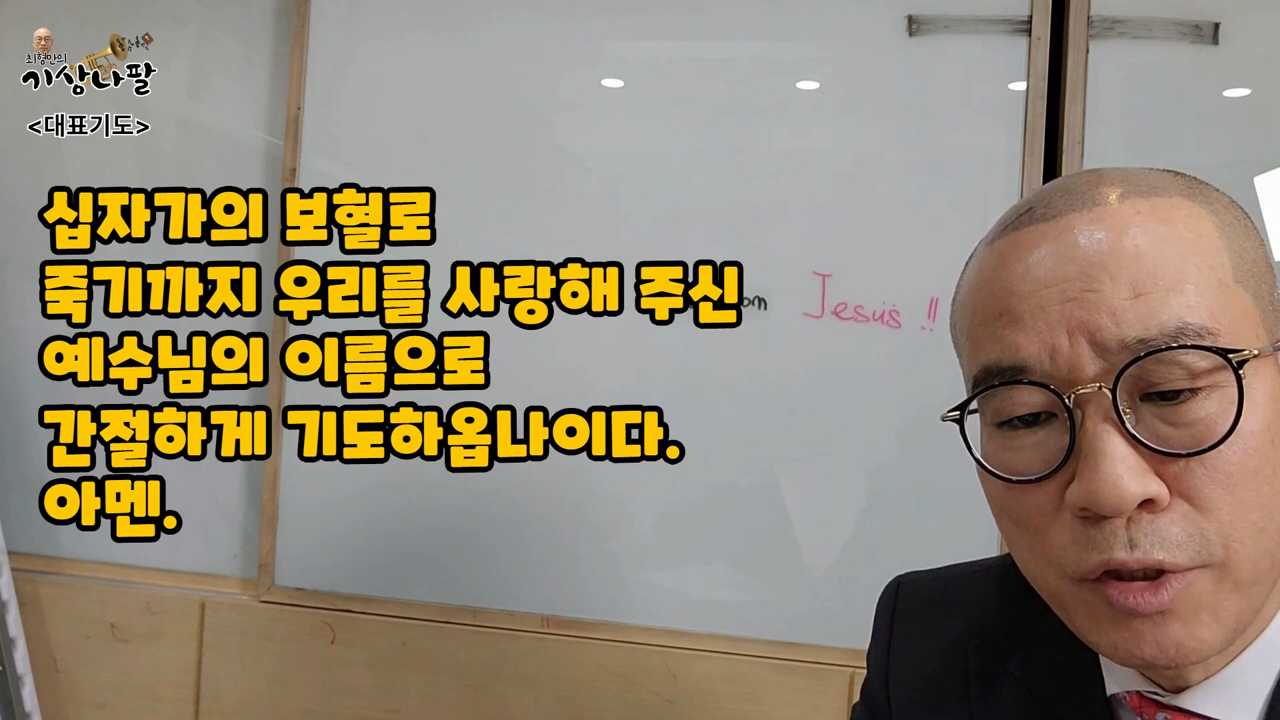 최형만의
기상나팔
<대표기도>
십자가의 보혈로
죽기까지 우리를 사랑해 주신
예수님의 이름으로
간절하게 기도하옵나이다.
아멘.
om Jesus !!